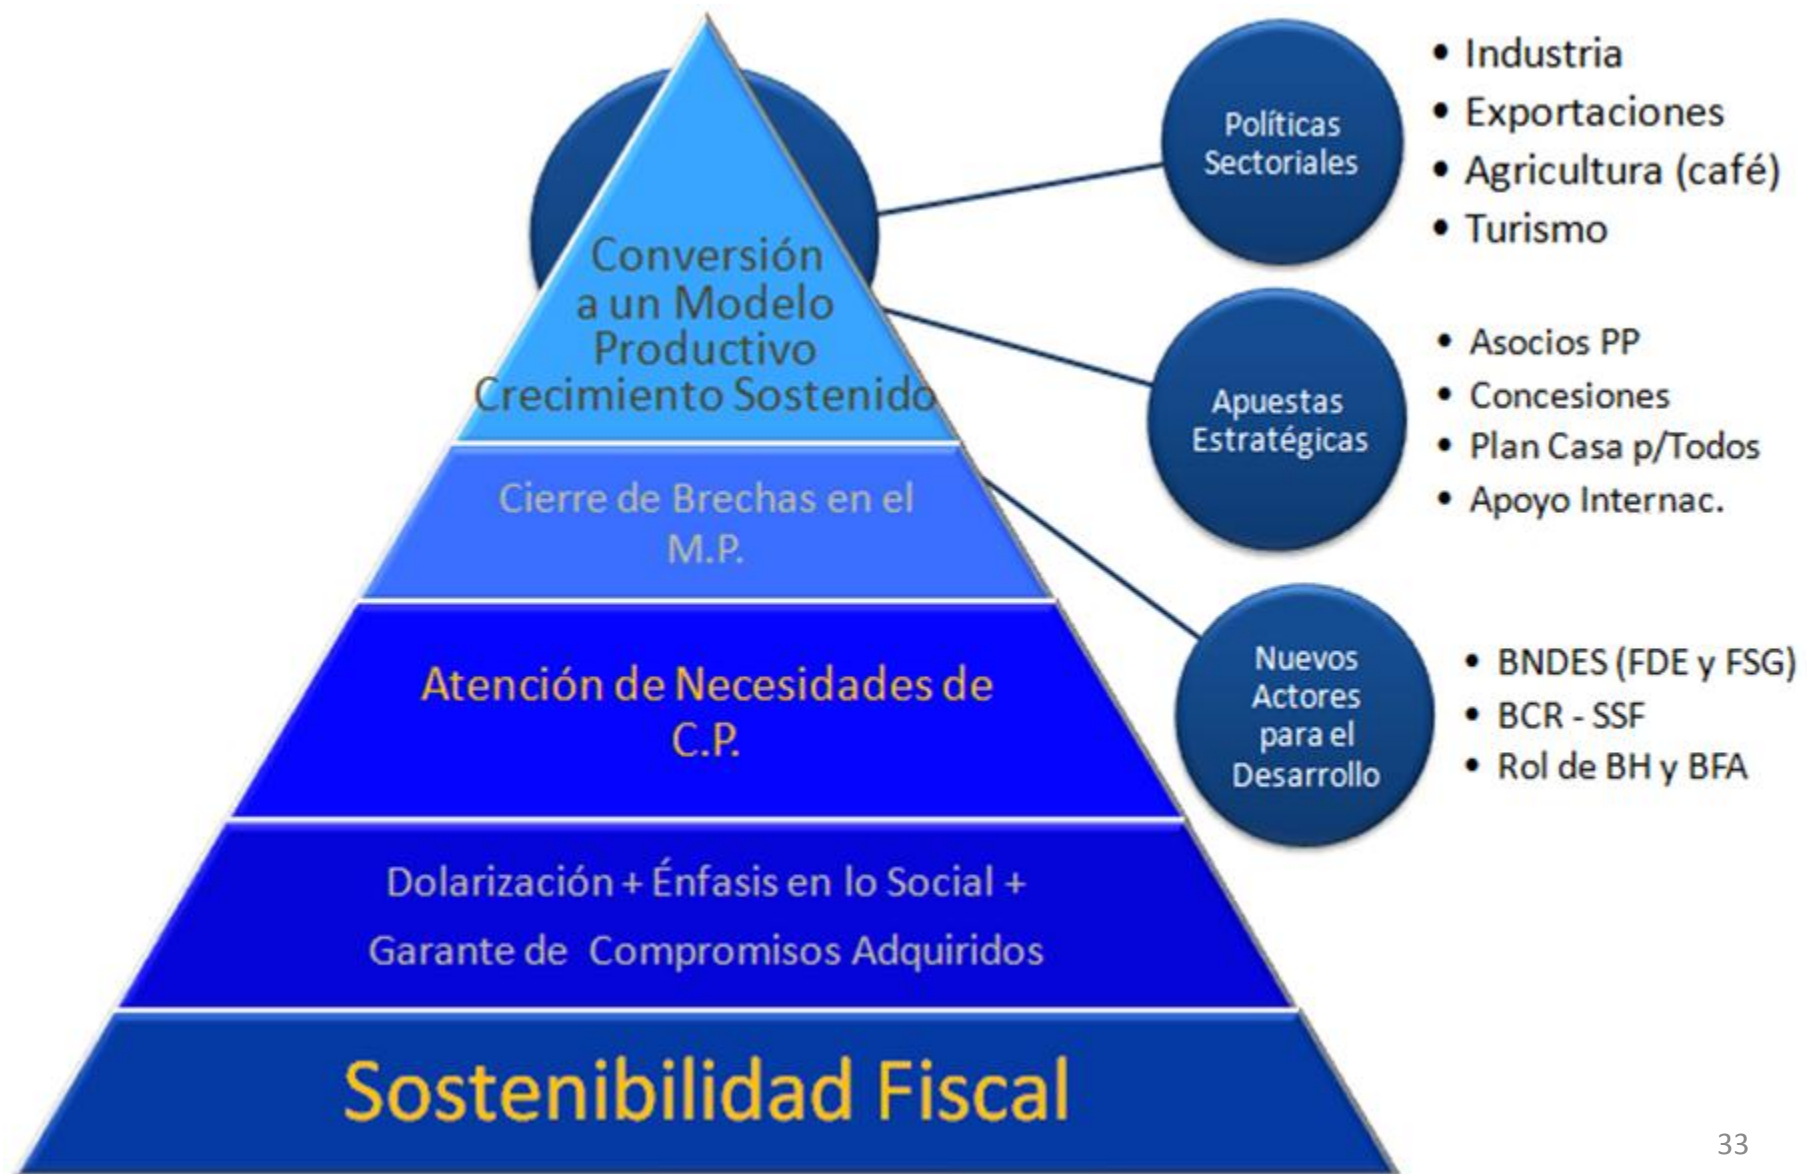 Conversión
a un Modelo
Productivo
Crecimiento Sostenido
Cierre de Brechas en el
M.P.
Atención de Necesidades de
C.P.
Dolarización + Énfasis en lo Social +
Garante de Compromisos Adquiridos
Sostenibilidad Fiscal
Políticas
Sectoriales
• Industria
• Exportaciones
• Agricultura (café)
• Turismo
Apuestas
Estratégicas
• Asocios PP
• Concesiones
• Plan Casa p/Todos
• Apoyo Internac.
Nuevos
Actores
para el
Desarrollo
• BNDES (FDE y FSG)
• BCR - SSF
• Rol de BH y BFA
33